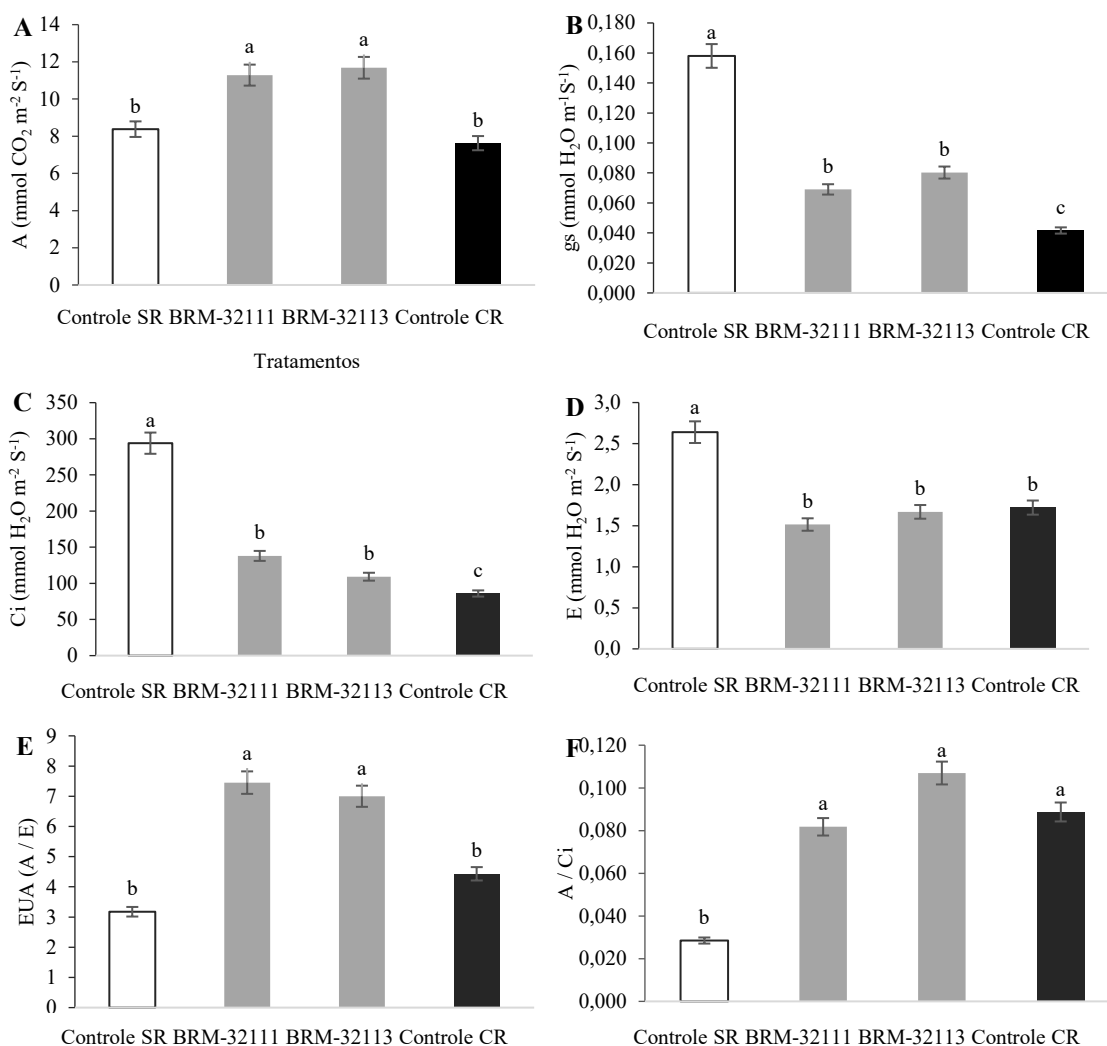 A
A (mmol CO2 m-2 S-1)
14
12
10
8
6
4
2
0
b
a
a
b
Controle SR BRM-32111 BRM-32113 Controle CR
Tratamentos
B
gs (mmol H2O m-1S-1)
0,180
0,160
0,140
0,120
0,100
0,080
0,060
0,040
0,020
0,000
a
b
b
c
Controle SR BRM-32111 BRM-32113 Controle CR
C
Ci (mmol H2O m-2 S-1)
350
300
250
200
150
100
50
0
a
b
b
c
Controle SR BRM-32111 BRM-32113 Controle CR
D
E (mmol H2O m-2 S-1)
3,0
2,5
2,0
1,5
1,0
0,5
0,0
a
b
b
b
Controle SR BRM-32111 BRM-32113 Controle CR
E
EUA (A / E)
9
8
7
6
5
4
3
2
1
0
b
a
a
b
Controle SR BRM-32111 BRM-32113 Controle CR
F
A / Ci
0,120
0,100
0,080
0,060
0,040
0,020
0,000
b
a
a
a
Controle SR BRM-32111 BRM-32113 Controle CR